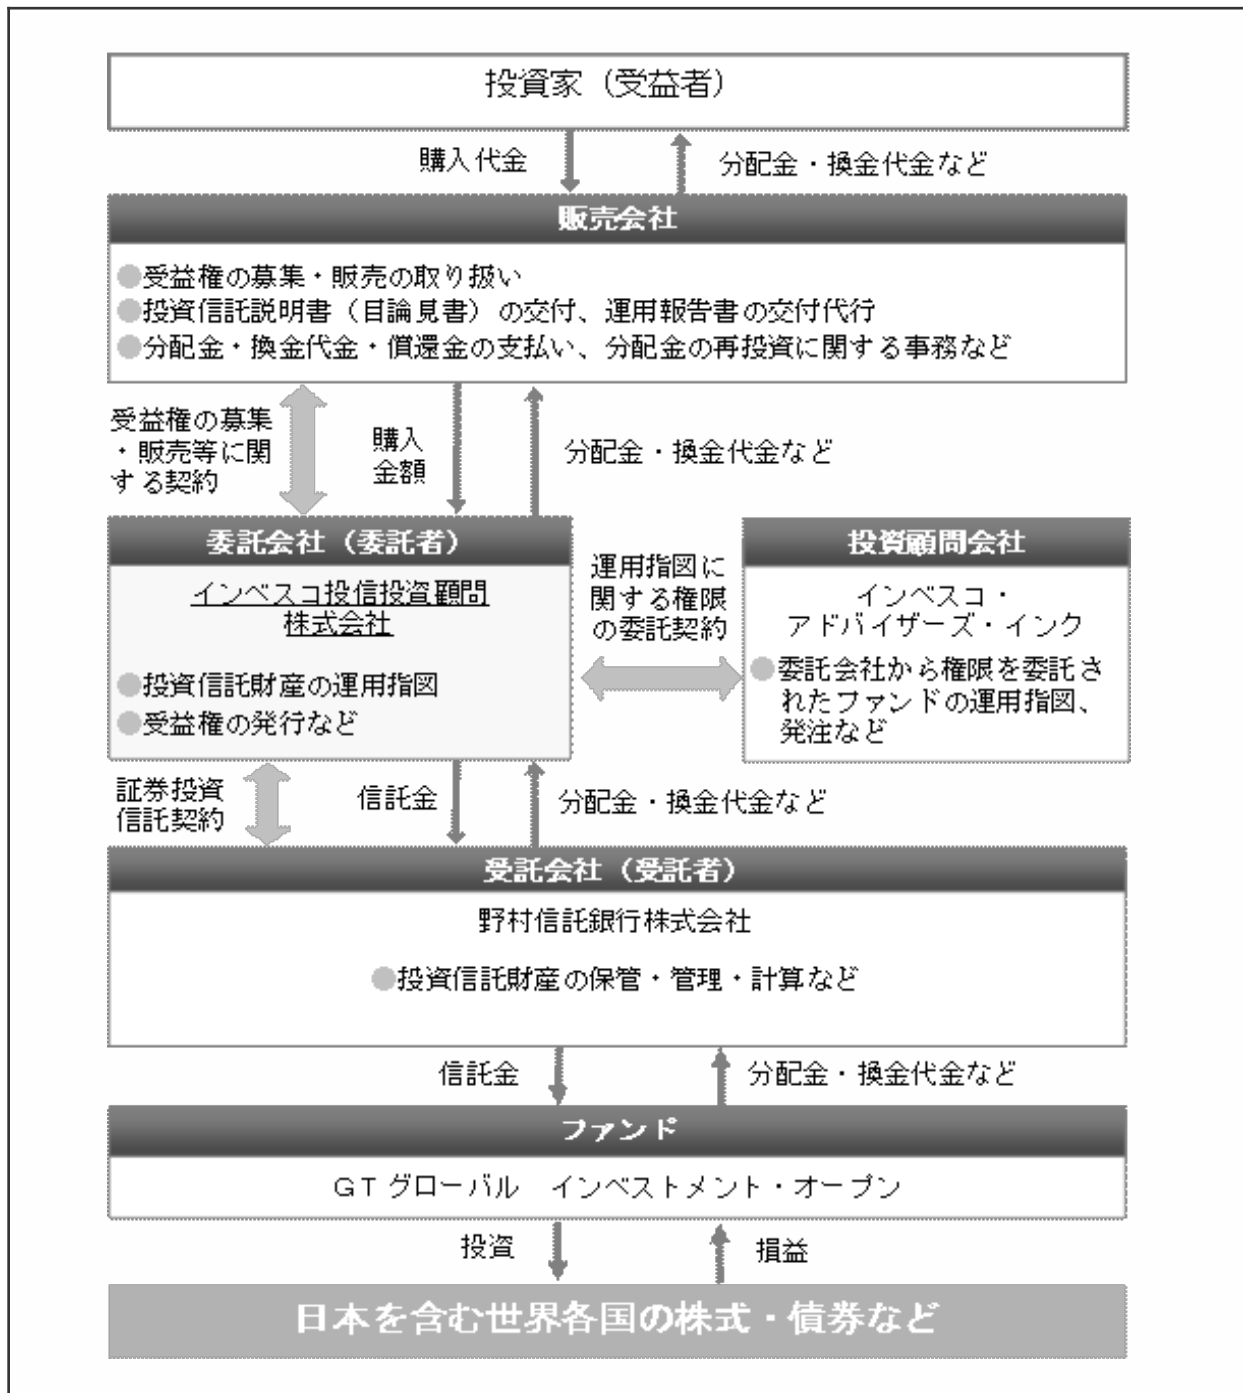 投資家（受益者）
購入代金
分配金・換金代金など
販売会社
●受益権の募集・販売の取り扱い
●投資信託説明書（目論見書）の交付、運用報告書の交付代行
●分配金・換金代金・償還金の支払い、分配金の再投資に関する事務など
受益権の募集
・販売等に関
する契約
購入
金額
分配金・換金代金など
委託会社（委託者）
インベスコ投信投資顧問
株式会社
●投資信託財産の運用指図
●受益権の発行など
運用指図に
関する権限
の委託契約
投資顧問会社
インベスコ・
アドバイザーズ・インク
●委託会社から権限を委託さ
れたファンドの運用指図、
発注など
証券投資
信託契約
信託金
分配金・換金代金など
受託会社（受託者）
野村信託銀行株式会社
●投資信託財産の保管・管理・計算など
信託金
分配金・換金代金など
ファンド
ＧＴ グローバル　インベストメント・オープン
投資
損益
日本を含む世界各国の株式・債券など